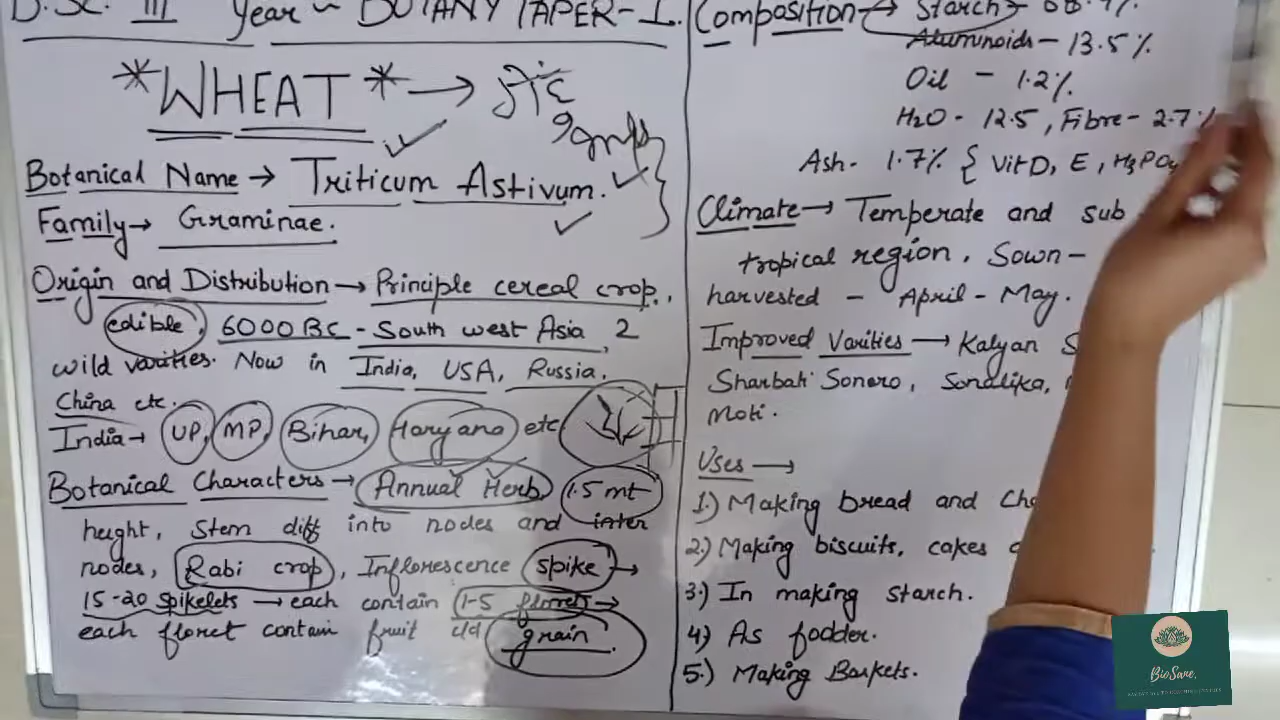 B.Sc. III Year ~ BOTANY PAPER-I.
*WHEAT* →
Botanical Name → Triticum Astivum.
Family → Graminae.
Origin and Distribution → Principle cereal crop,
edible, 6000 BC - South west Asia, 2
wild varities. Now in India, USA, Russia,
China etc.
India → UP, MP, Bihar, Haryana etc
Botanical Characters → Annual Herb, 1.5 mt
height, Stem diff into nodes and inter
nodes, Rabi crop, Inflorescence spike →
15-20 spikelets → each contain 1-5 florets →
each floret contain fruit c/d grain.
Composition → Starch
Aluminoids - 13.5%
Oil - 1.2%
H2O - 12.5, Fibre - 2.7%
Ash - 1.7% { Vit D, E, H3PO4
Climate → Temperate and sub
tropical region. Sown -
harvested - April - May.
Improved Varities → Kalyan S
Sharbati Sonoro, Sonalika,
Moti.
Uses →
1.) Making bread and
2.) Making biscuits, cakes
3.) In making starch.
4) As fodder.
5.) Making Baskets.
BioSane.